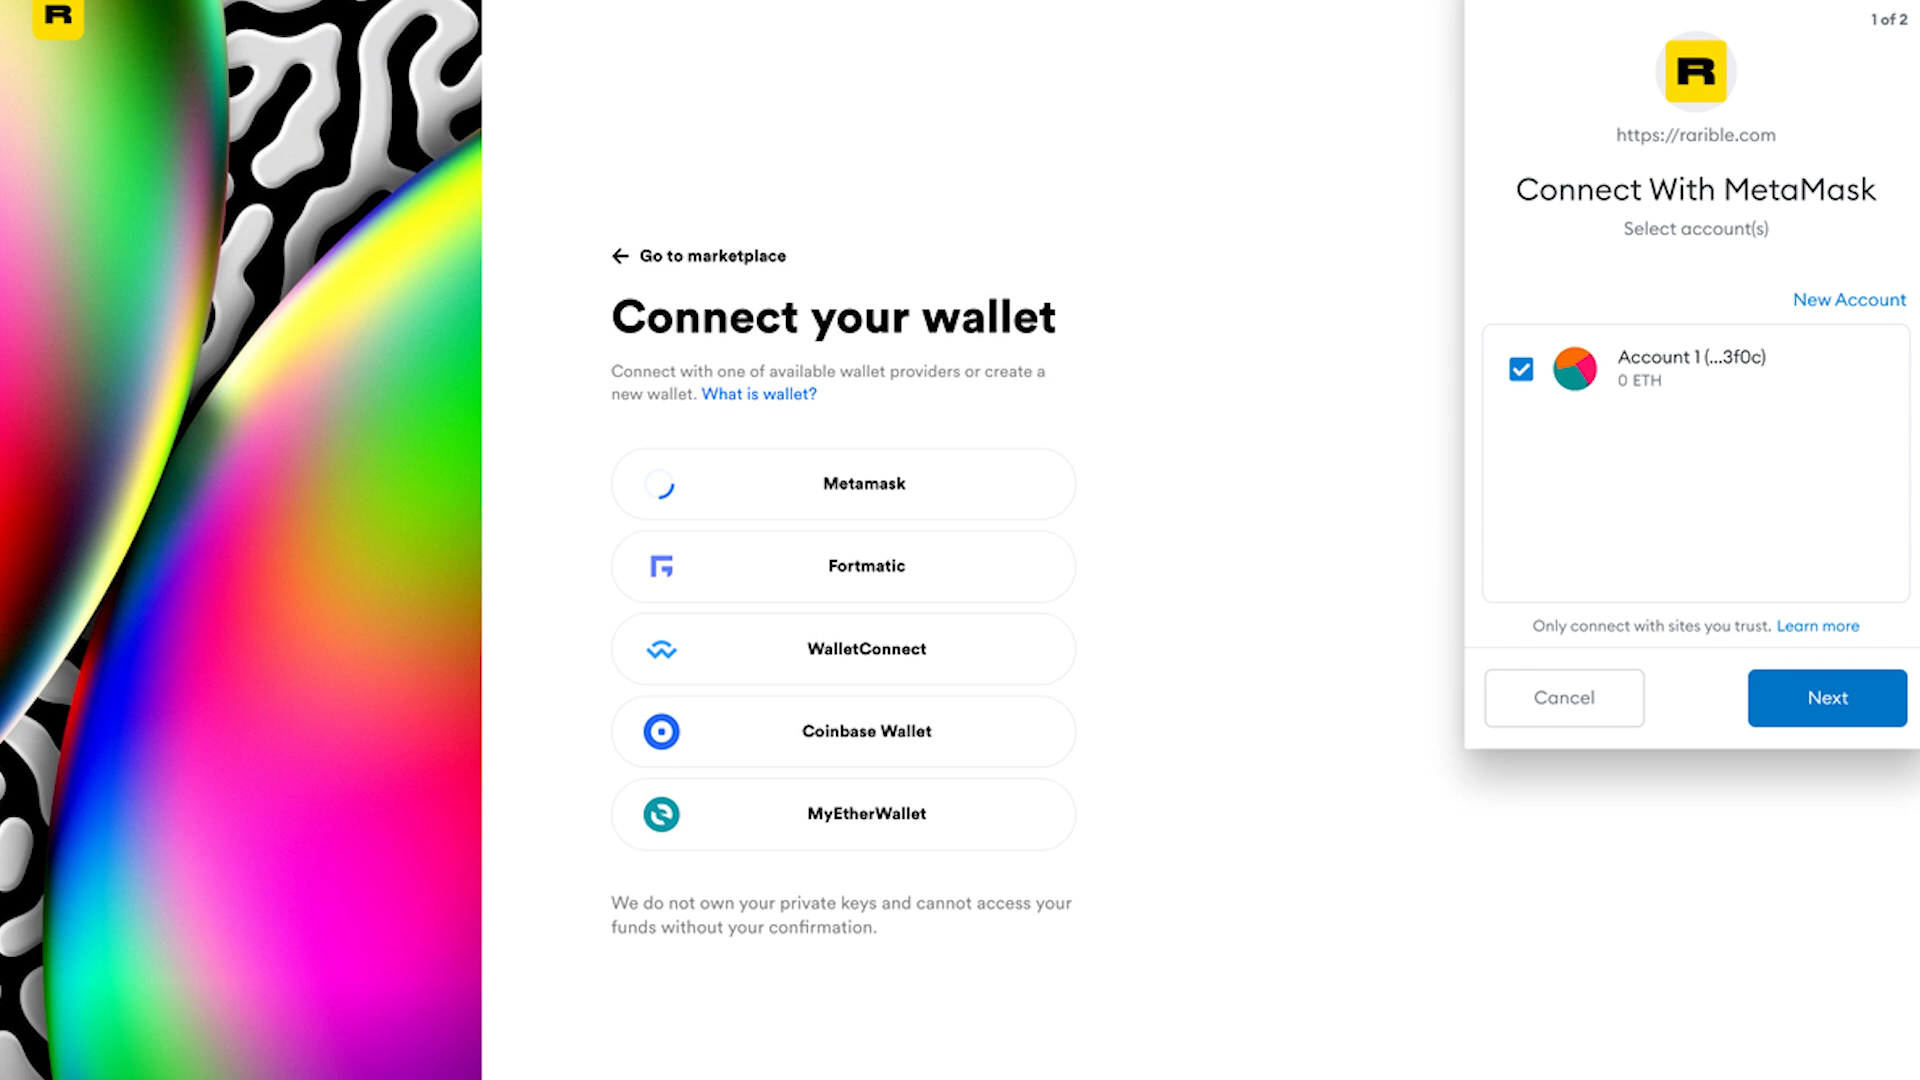 R
Go to marketplace
Connect your wallet
Connect with one of available wallet providers or create a
new wallet. What is wallet?
Metamask
Fortmatic
WalletConnect
Coinbase Wallet
MyEtherWallet
We do not own your private keys and cannot access your
funds without your confirmation.
1 of 2
R
https://rarible.com
Connect With MetaMask
Select account(s)
New Account
Account 1 (...3f0c)
0 ETH
Only connect with sites you trust. Learn more
Cancel
Next